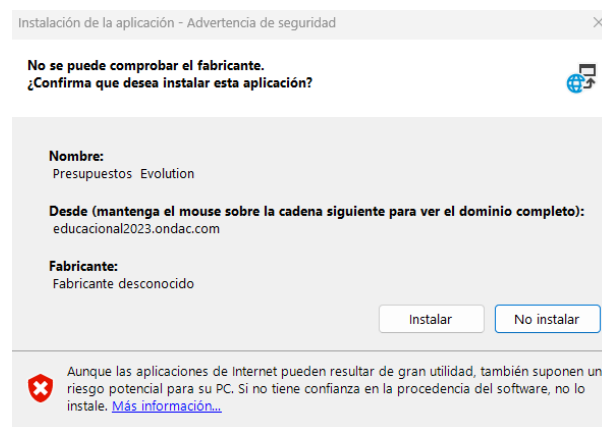 Instalación de la aplicación - Advertencia de seguridad
No se puede comprobar el fabricante.
¿Confirma que desea instalar esta aplicación?
Nombre:
Presupuestos Evolution
Desde (mantenga el mouse sobre la cadena siguiente para ver el dominio completo):
educacional2023.ondac.com
Fabricante:
Fabricante desconocido
Instalar
No instalar
Aunque las aplicaciones de Internet pueden resultar de gran utilidad, también suponen un
riesgo potencial para su PC. Si no tiene confianza en la procedencia del software, no lo
instale. Más información...